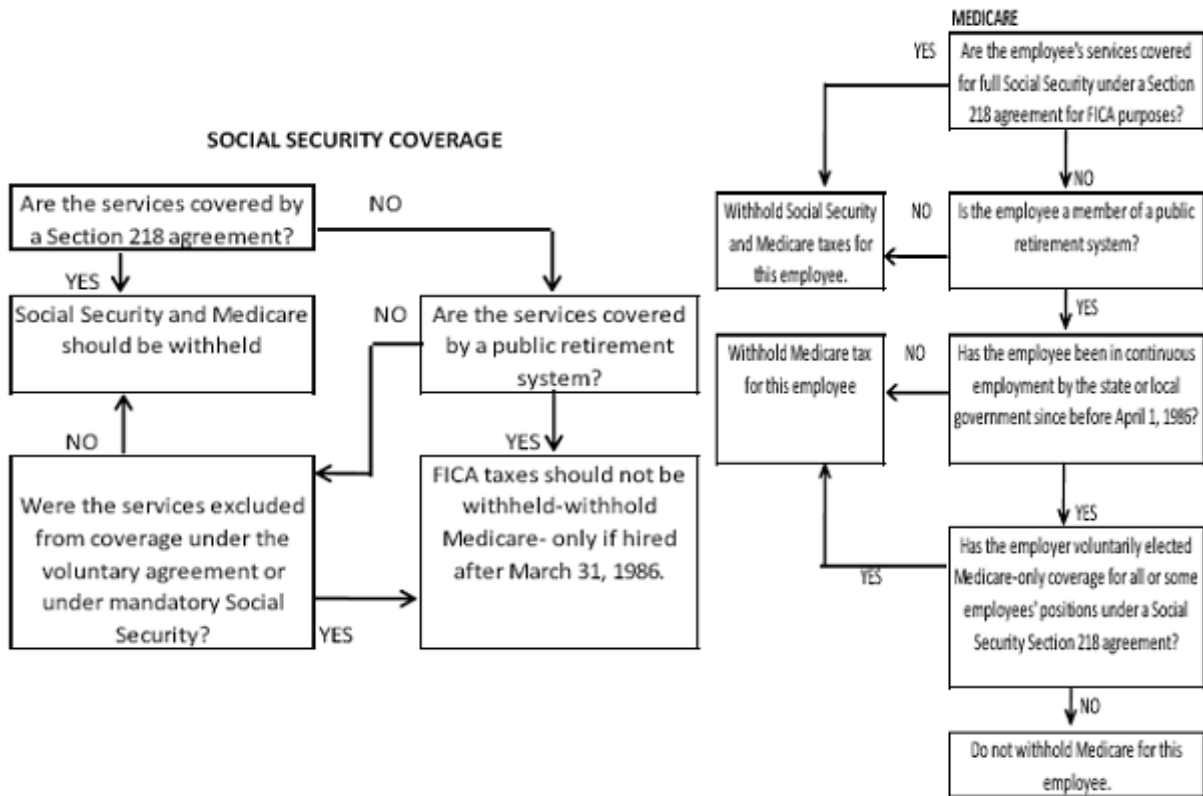 SOCIAL SECURITY COVERAGE
Are the services covered by
a Section 218 agreement?
NO
YES
Social Security and Medicare
should be withheld
NO
Are the services covered
by a public retirement
system?
NO
YES
Were the services excluded
from coverage under the
voluntary agreement or
under mandatory Social
Security?
YES
FICA taxes should not be
withheld-withhold
Medicare- only if hired
after March 31, 1986.
MEDICARE
YES
Are the employee's services covered
for full Social Security under a Section
218 agreement for FICA purposes?
NO
Withhold Social Security
and Medicare taxes for
this employee.
NO
Is the employee a member of a public
retirement system?
YES
Withhold Medicare tax
for this employee
NO
Has the employee been in continuous
employment by the state or local
government since before April 1, 1986?
YES
YES
Has the employer voluntarily elected
Medicare-only coverage for all or some
employees' positions under a Social
Security Section 218 agreement?
NO
Do not withhold Medicare for this
employee.